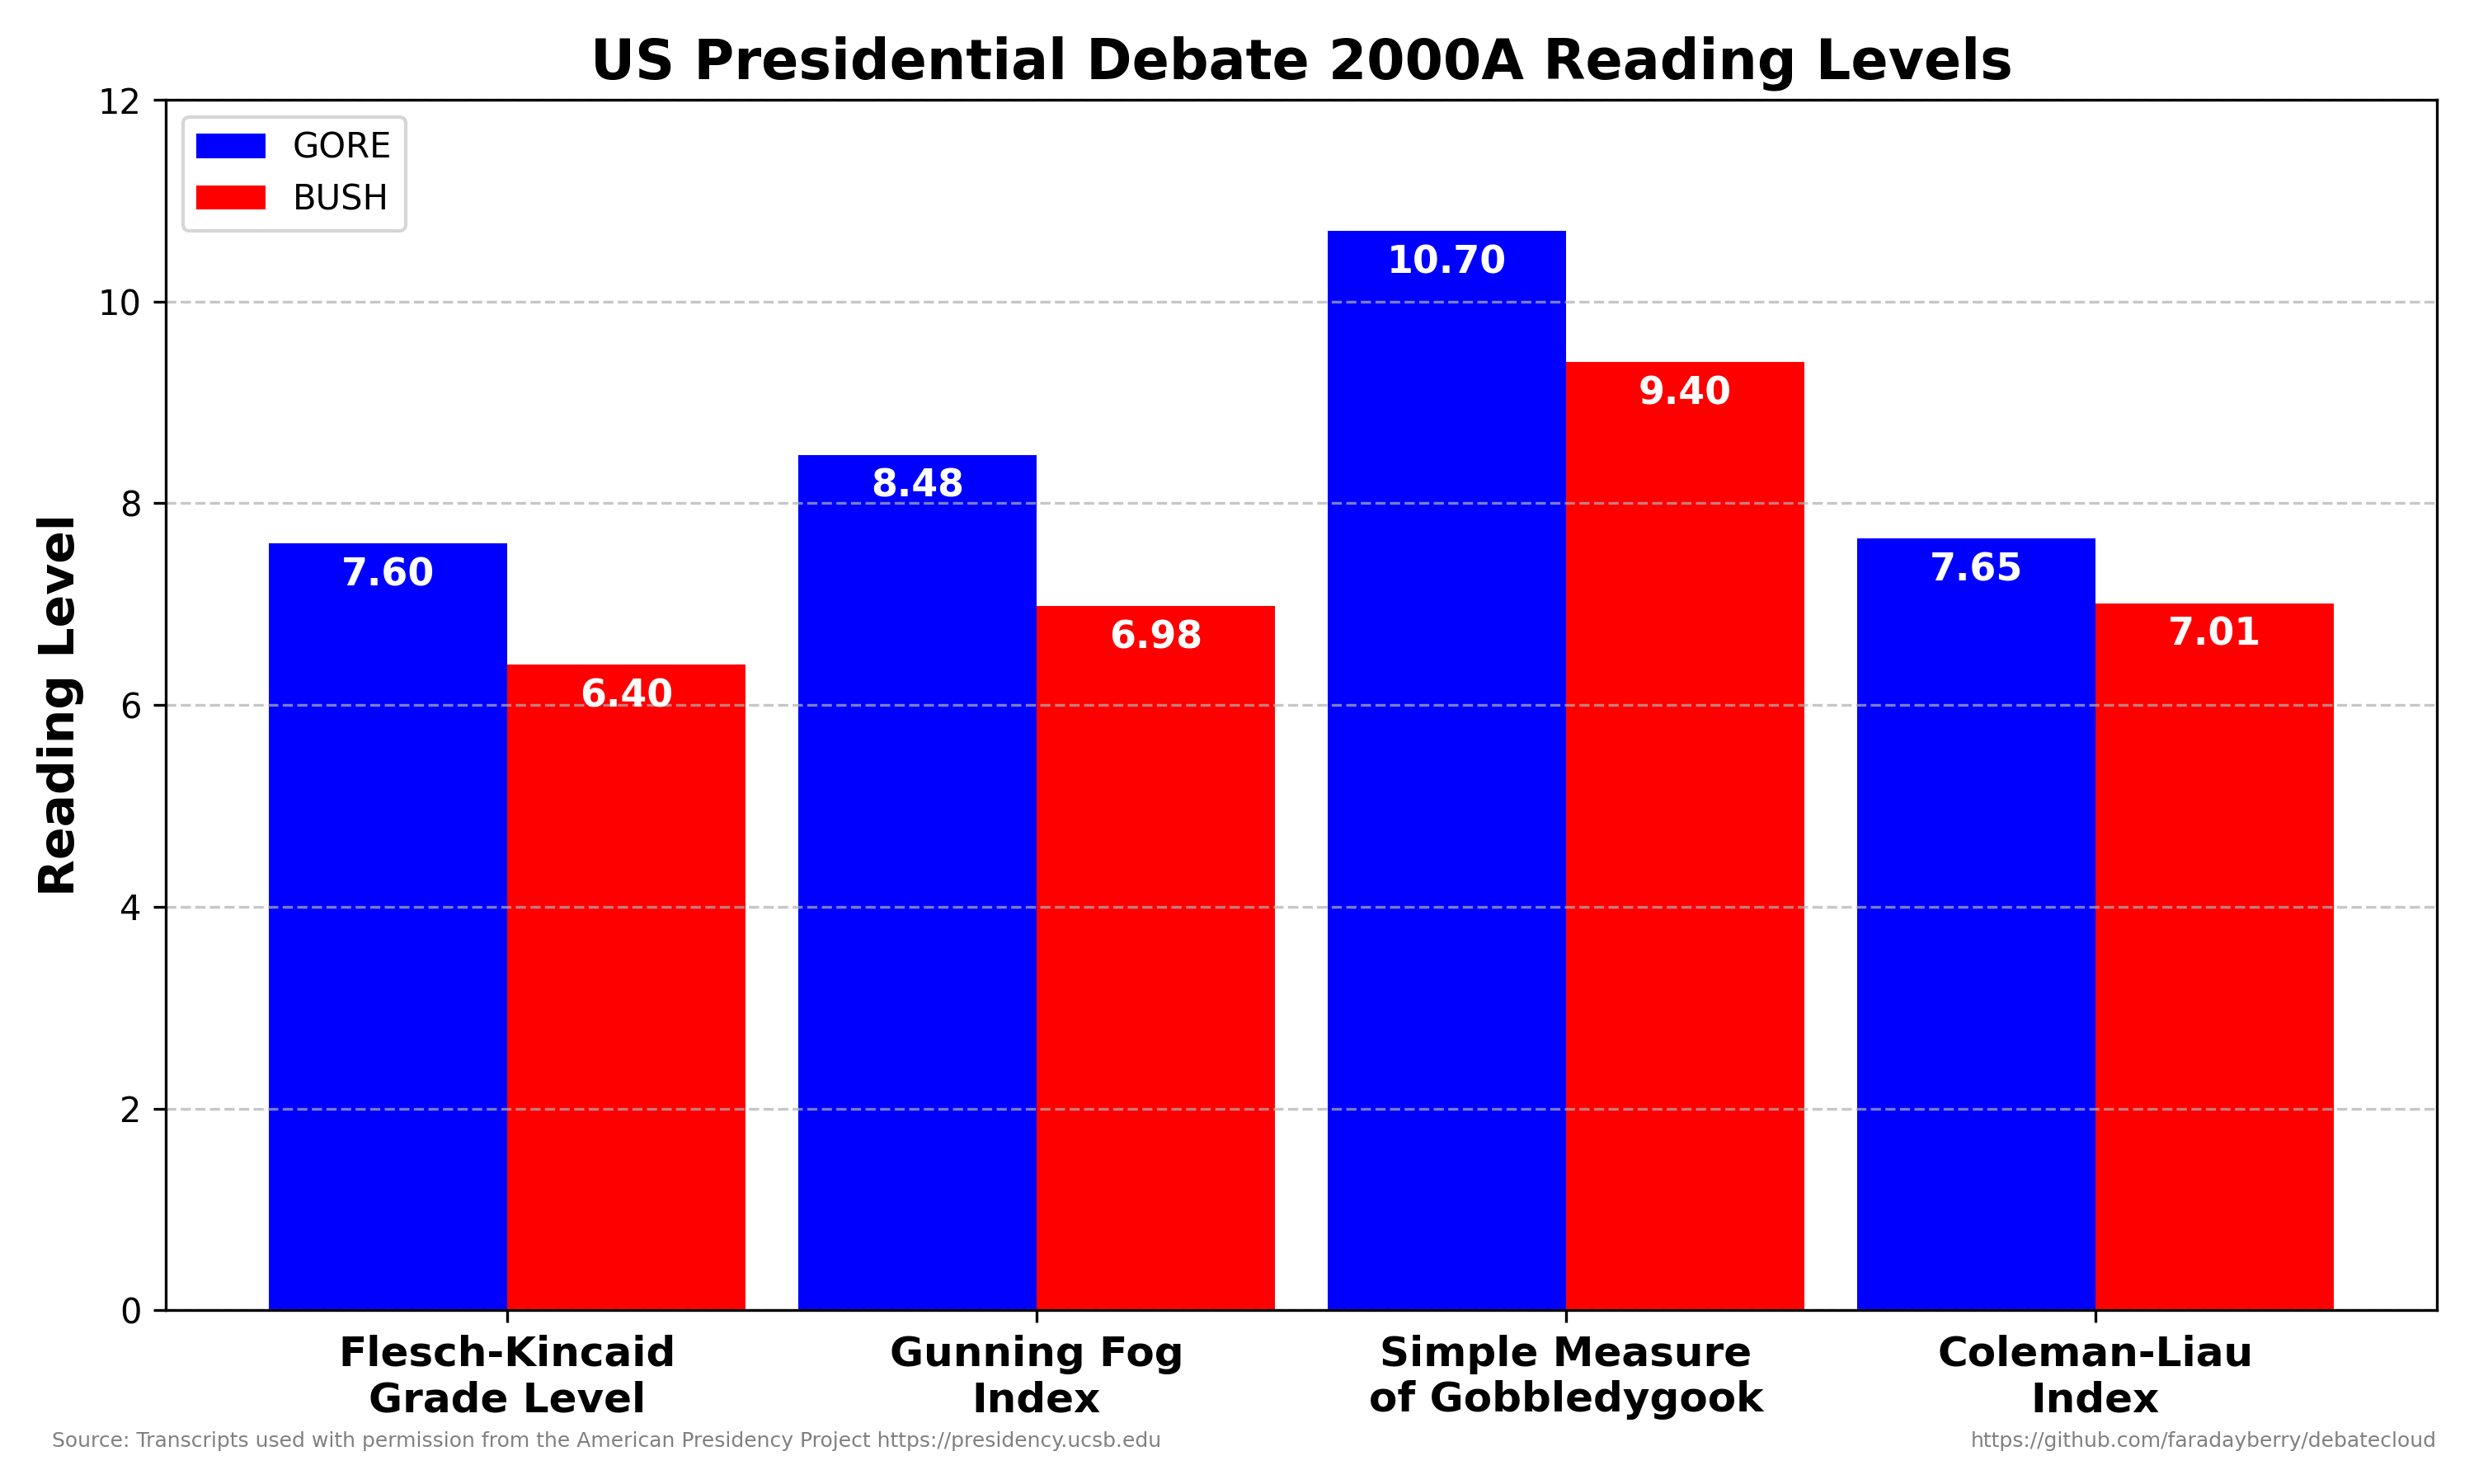 US Presidential Debate 2000A Reading Levels
12
10
8
6
4
2
0
Reading Level
GORE
BUSH
7.60
6.40
8.48
6.98
10.70
9.40
7.65
7.01
Flesch-Kincaid
Grade Level
Gunning Fog
Index
Simple Measure
of Gobbledygook
Coleman-Liau
Index
Source: Transcripts used with permission from the American Presidency Project https://presidency.ucsb.edu
https://github.com/faradayberry/debatecloud